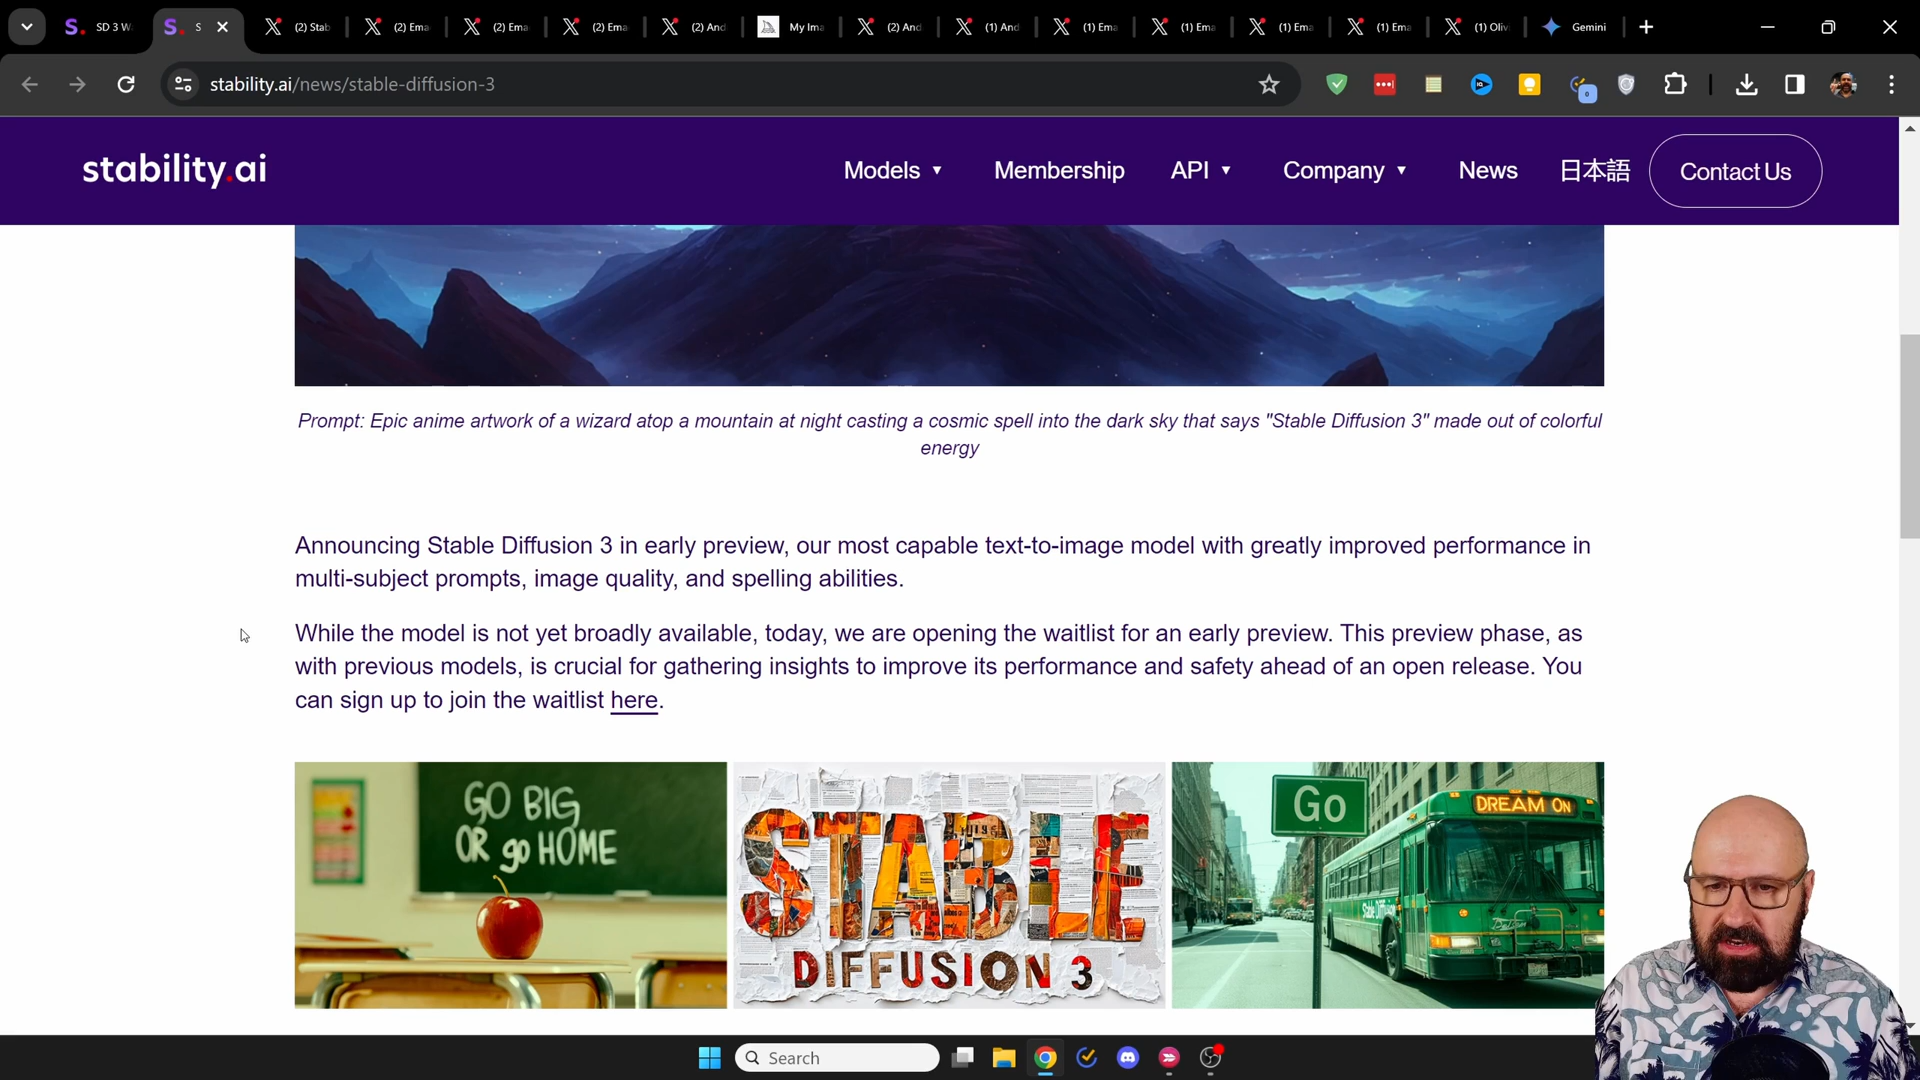 SD 3 W
S
(2) Stab
(2) Ema
(2) Ema
(2) Ema
(2) And
My Ima
(2) And
(1) And
(1) Ema
(1) Ema
(1) Ema
(1) Ema
(1) Oliv
Gemini
stability.ai/news/stable-diffusion-3
stability.ai
Models
Membership
API
Company
News
日本語
Contact Us
Prompt: Epic anime artwork of a wizard atop a mountain at night casting a cosmic spell into the dark sky that says "Stable Diffusion 3" made out of colorful
energy
Announcing Stable Diffusion 3 in early preview, our most capable text-to-image model with greatly improved performance in
multi-subject prompts, image quality, and spelling abilities.
While the model is not yet broadly available, today, we are opening the waitlist for an early preview. This preview phase, as
with previous models, is crucial for gathering insights to improve its performance and safety ahead of an open release. You
can sign up to join the waitlist here.
GO BIG
OR go HOME
STABLE
DIFFUSION 3
Go
DREAM ON
Search